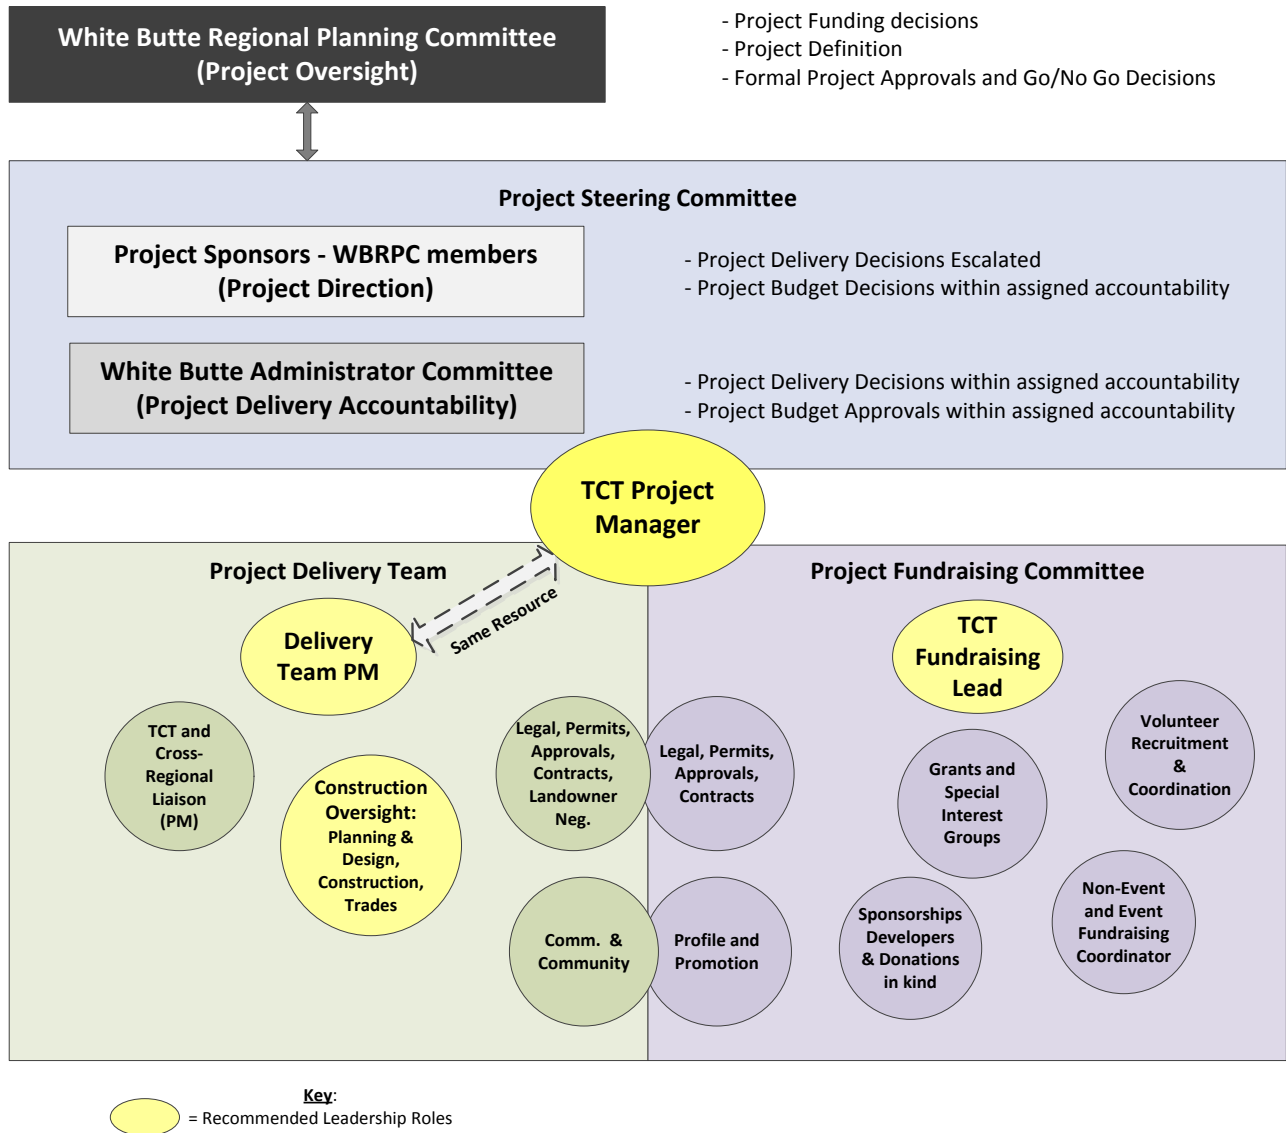 White Butte Regional Planning Committee
(Project Oversight)
- Project Funding decisions
- Project Definition
- Formal Project Approvals and Go/No Go Decisions
Project Steering Committee
Project Sponsors - WBRPC members
(Project Direction)
- Project Delivery Decisions Escalated
- Project Budget Decisions within assigned accountability
White Butte Administrator Committee
(Project Delivery Accountability)
- Project Delivery Decisions within assigned accountability
- Project Budget Approvals within assigned accountability
TCT Project
Manager
Project Delivery Team
Same Resource
Delivery
Team PM
TCT and
Cross-
Regional
Liaison
(PM)
Construction
Oversight:
Planning &
Design,
Construction,
Trades
Legal, Permits,
Approvals,
Contracts,
Landowner
Neg.
Comm. &
Community
Project Fundraising Committee
TCT
Fundraising
Lead
Legal, Permits,
Approvals,
Contracts
Profile and
Promotion
Grants and
Special
Interest
Groups
Volunteer
Recruitment
&
Coordination
Sponsorships
Developers
& Donations
in kind
Non-Event
and Event
Fundraising
Coordinator
Key:
= Recommended Leadership Roles